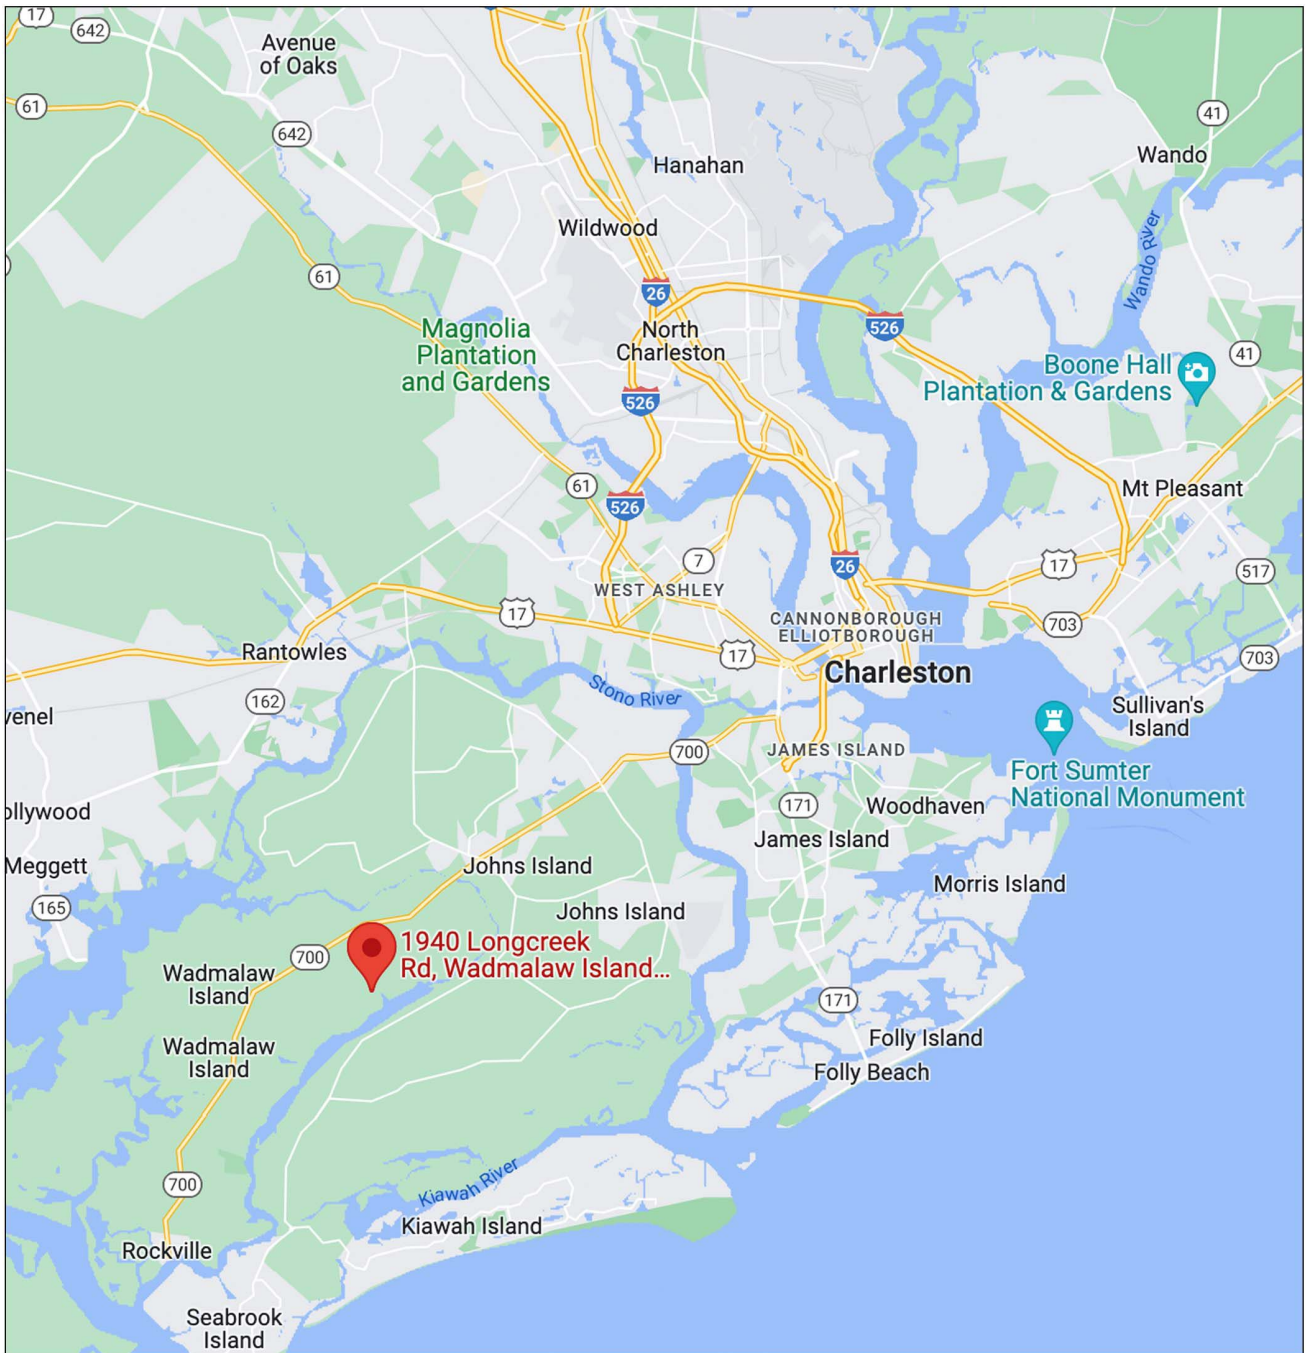 17
642
Avenue
of Oaks
61
642
41
Wando
Hanahan
Wildwood
Wando River
61
26
526
North
Charleston
Magnolia
Plantation
and Gardens
41
Boone Hall
Plantation & Gardens
526
61
526
Mt Pleasant
7
26
17
517
WEST ASHLEY
17
CANNONBOROUGH
ELLIOTBOROUGH
703
Rantowles
17
703
Charleston
Stono River
162
venel
Sullivan's
Island
700
JAMES ISLAND
Fort Sumter
National Monument
171
Woodhaven
ollywood
James Island
Meggett
Johns Island
Morris Island
165
Johns Island
1940 Longcreek
Rd, Wadmalaw Island...
700
Wadmalaw
Island
171
Folly Island
Wadmalaw
Island
Folly Beach
700
Kiawah River
Kiawah Island
Rockville
Seabrook
Island